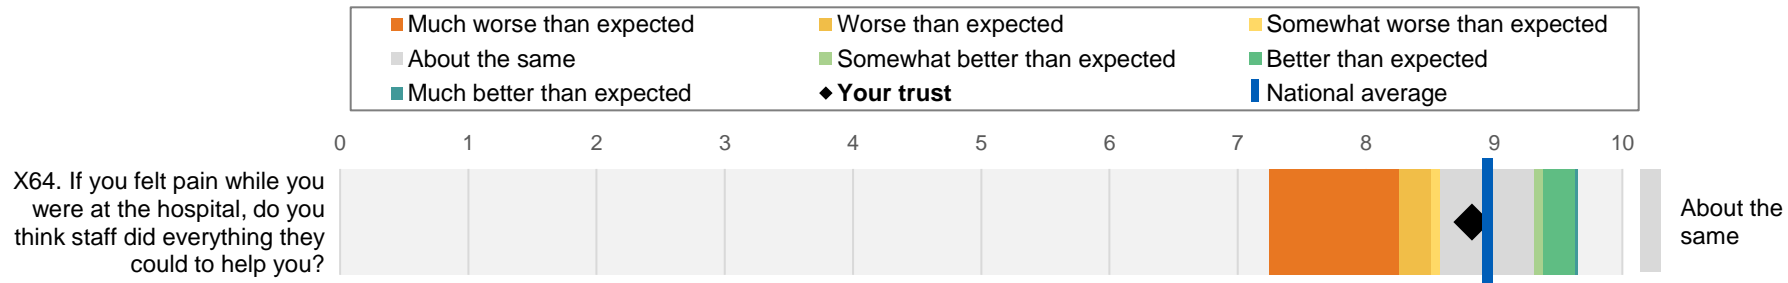 Much worse than expected
Worse than expected
Somewhat worse than expected
About the same
Somewhat better than expected
Better than expected
Much better than expected
Your trust
National average
0 1 2 3 4 5 6 7 8 9 10
X64. If you felt pain while you
were at the hospital, do you
think staff did everything they
could to help you?
About the
same